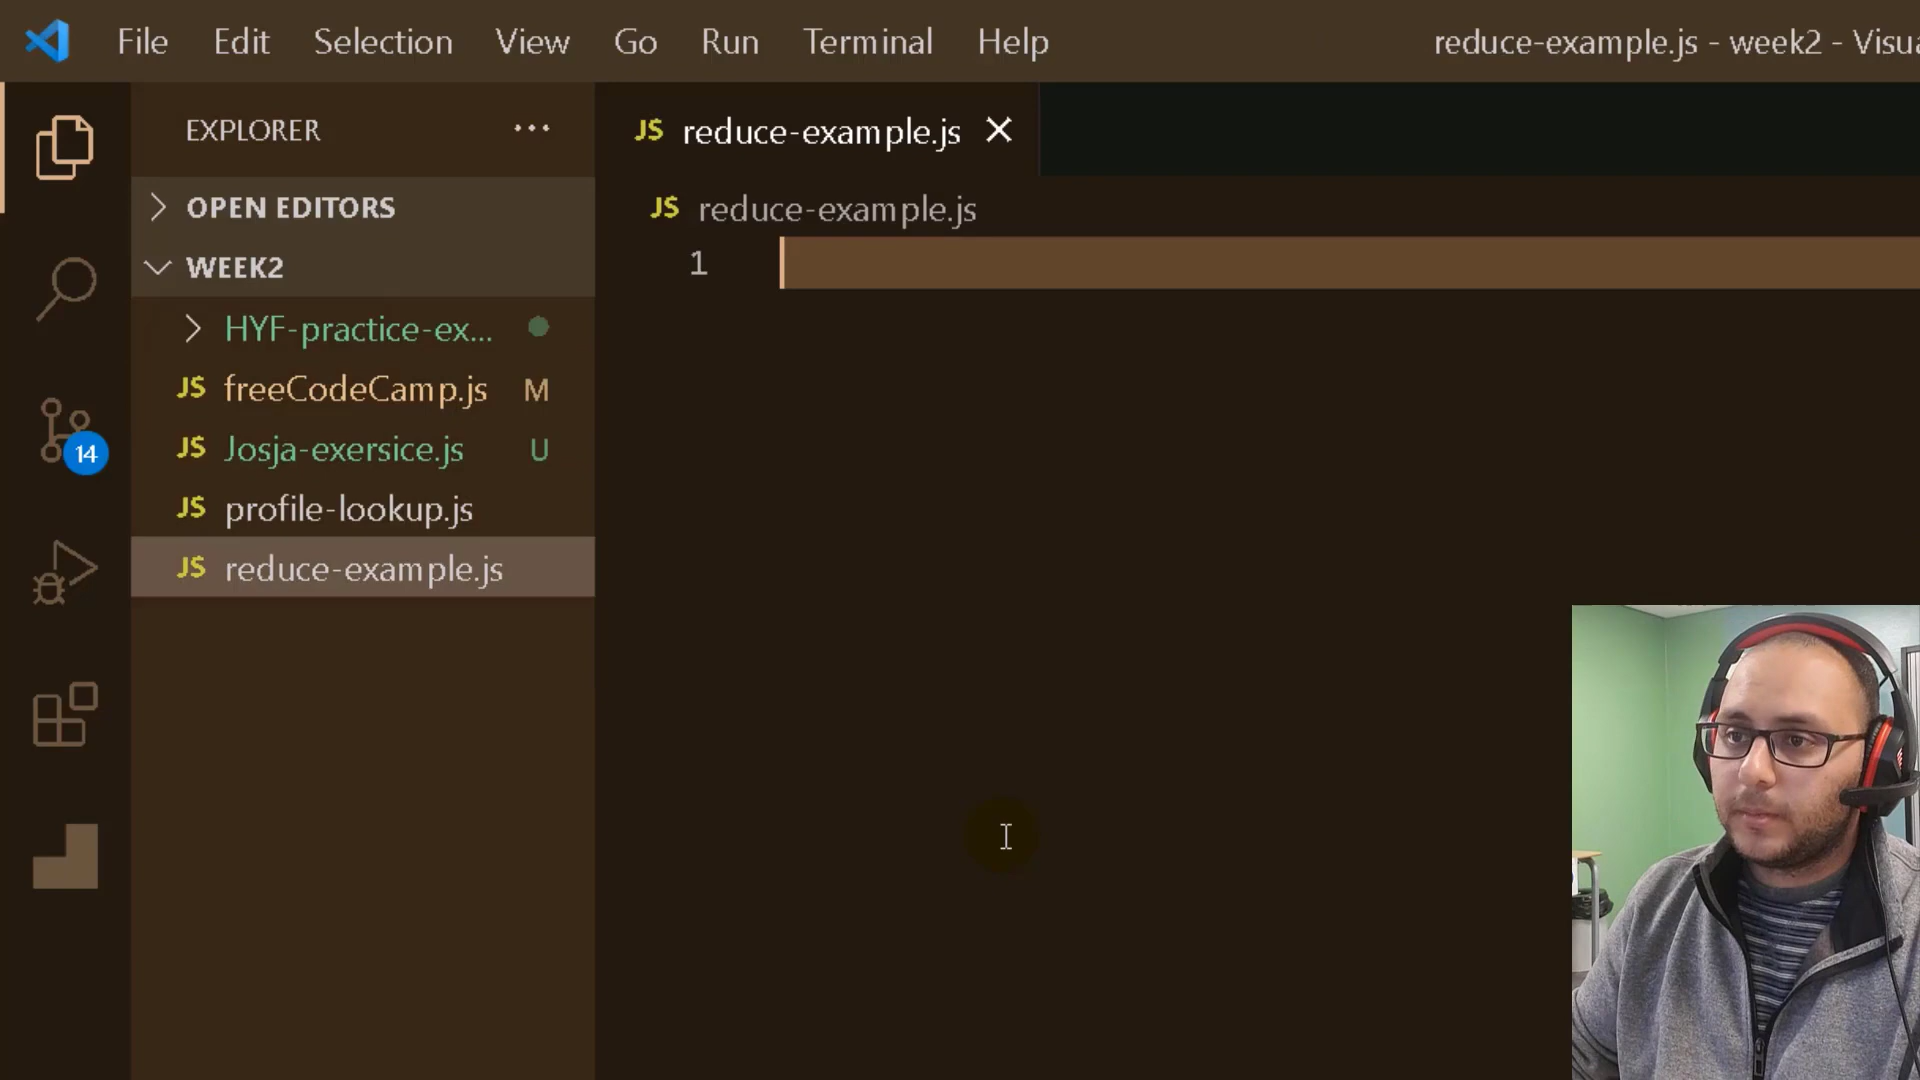 File Edit Selection View Go Run Terminal Help
reduce-example.js - week2 - Visua
EXPLORER
OPEN EDITORS
WEEK2
HYF-practice-ex...
JS freeCodeCamp.js M
JS Josja-exersice.js U
JS profile-lookup.js
JS reduce-example.js
14
JS reduce-example.js
JS reduce-example.js
1